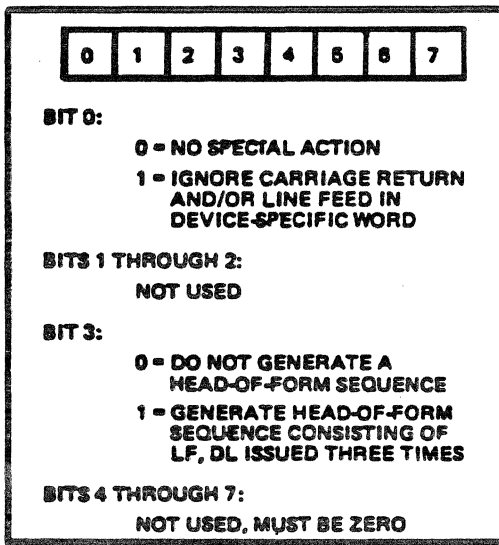 0 1 2 3 4 5 6 7
BIT 0:
0 = NO SPECIAL ACTION
1 = IGNORE CARRIAGE RETURN
AND/OR LINE FEED IN
DEVICE-SPECIFIC WORD
BITS 1 THROUGH 2:
NOT USED
BIT 3:
0 = DO NOT GENERATE A
HEAD-OF-FORM SEQUENCE
1 = GENERATE HEAD-OF-FORM
SEQUENCE CONSISTING OF
LF, DL ISSUED THREE TIMES
BITS 4 THROUGH 7:
NOT USED, MUST BE ZERO